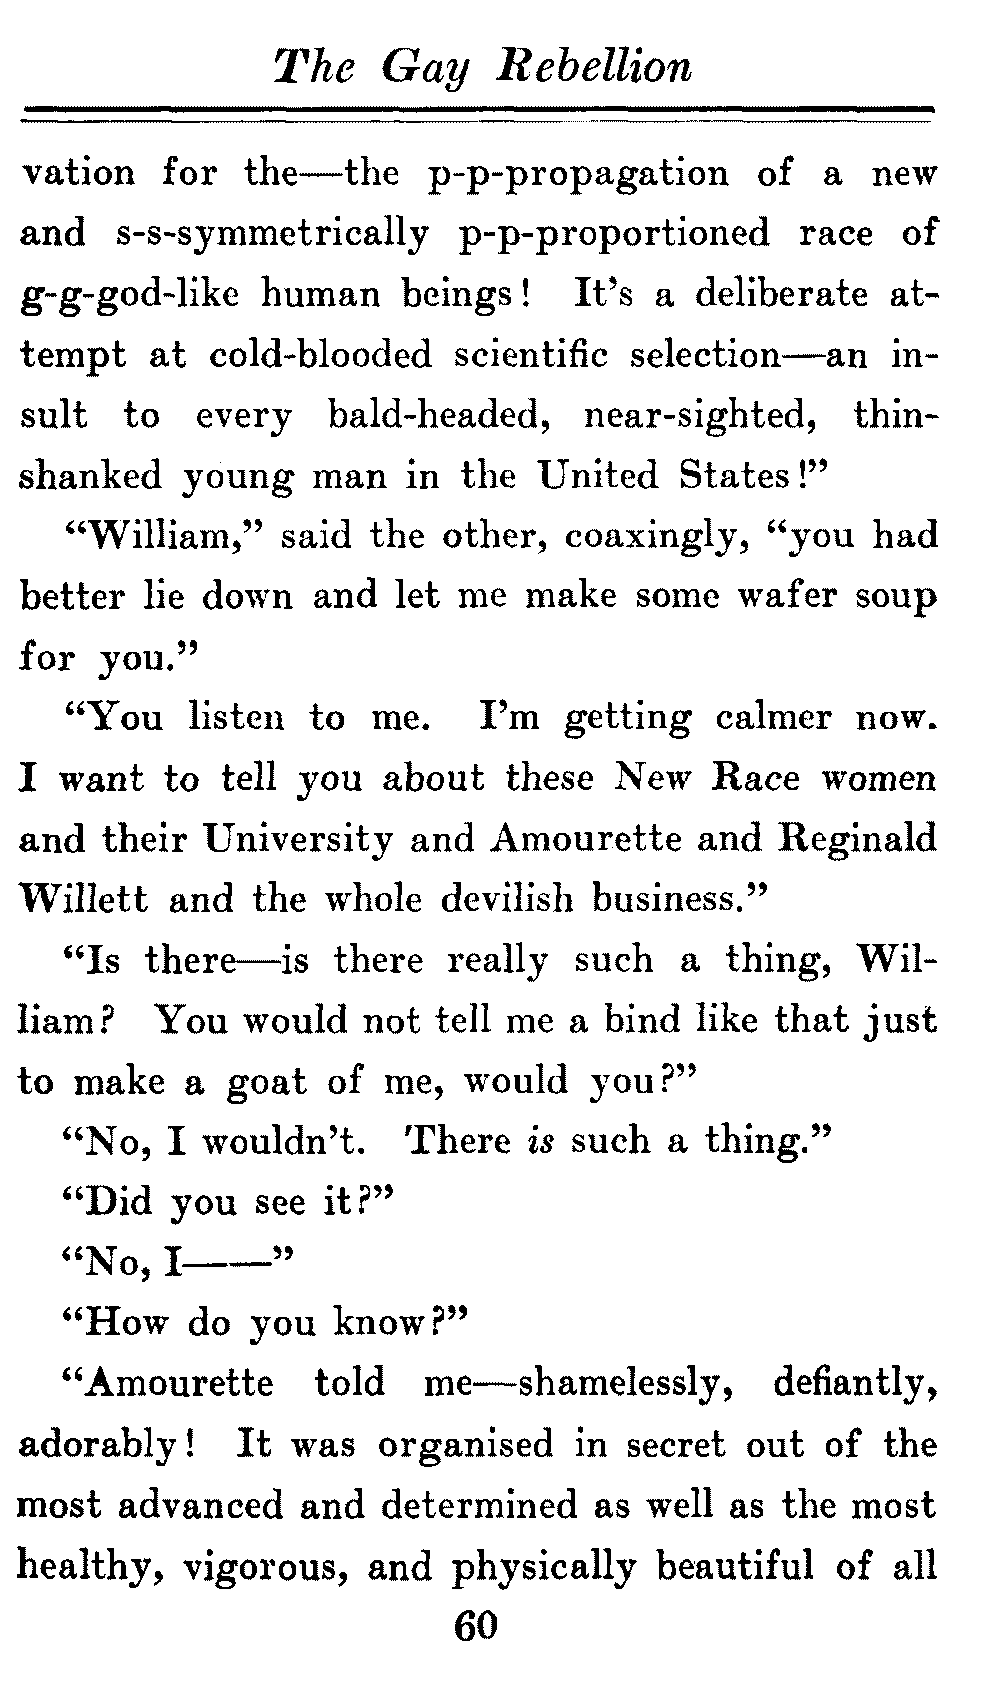 The Gay Rebellion
vation for the—the p-p-propagation of a new
and s-s-symmetrically p-p-proportioned race of
g-g-god-like human beings! It's a deliberate at-
tempt at cold-blooded scientific selection—an in-
sult to every bald-headed, near-sighted, thin-
shanked young man in the United States!"
"William," said the other, coaxingly, "you had
better lie down and let me make some wafer soup
for you."
"You listen to me. I'm getting calmer now.
I want to tell you about these New Race women
and their University and Amourette and Reginald
Willett and the whole devilish business."
"Is there—is there really such a thing, Wil-
liam? You would not tell me a bind like that just
to make a goat of me, would you?"
"No, I wouldn't. There is such a thing."
"Did you see it?"
"No, I——"
"How do you know?"
"Amourette told me—shamelessly, defiantly,
adorably! It was organised in secret out of the
most advanced and determined as well as the most
healthy, vigorous, and physically beautiful of all
60